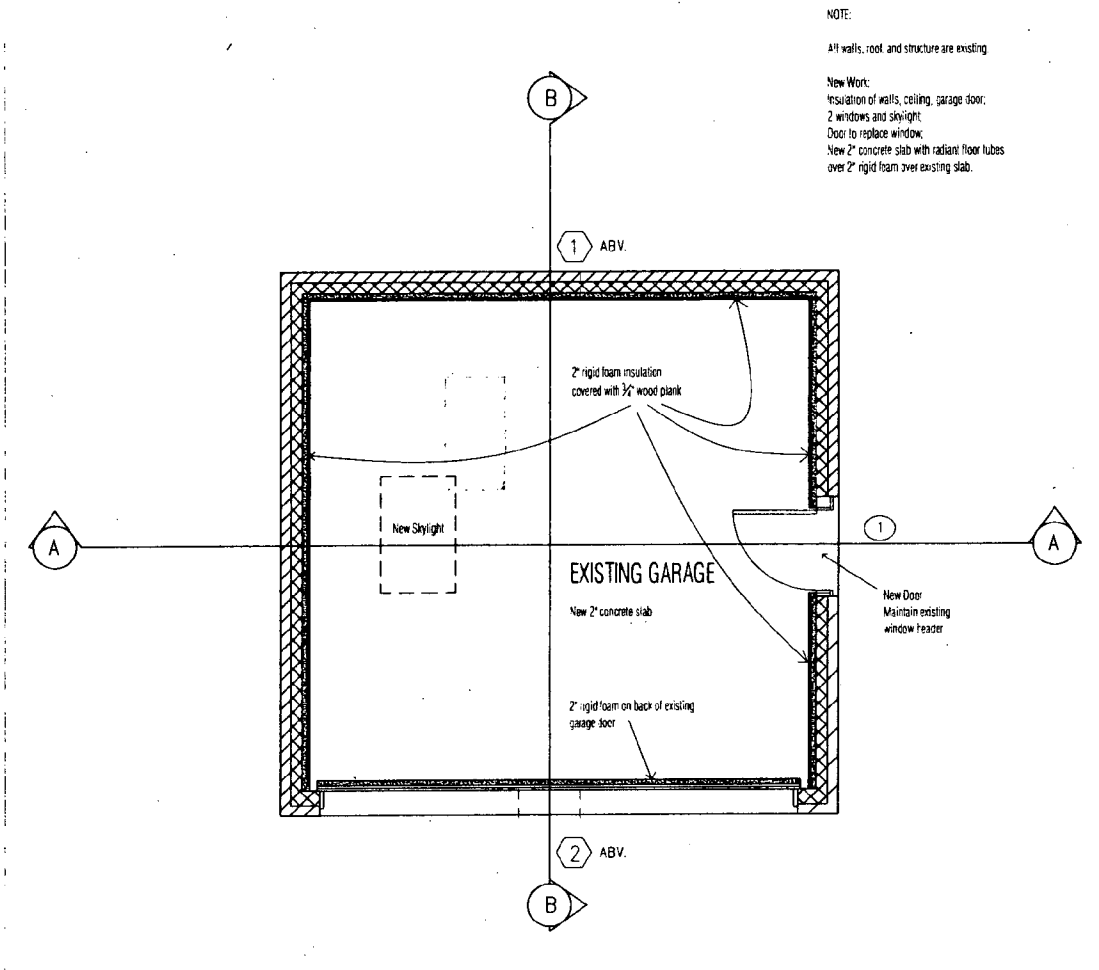 NOTE:
All walls, roof, and structure are existing
New Work:
Insulation of walls, ceiling, garage door;
2 windows and skylight;
Door to replace window;
New 2" concrete slab with radiant floor tubes
over 2" rigid foam over existing slab.
B
1 ABV.
2" rigid foam insulation
covered with ¾" wood plank
New Skylight
A
1
A
EXISTING GARAGE
New 2" concrete slab
New Door
Maintain existing
window header
2" rigid foam on back of existing
garage door
2 ABV.
B